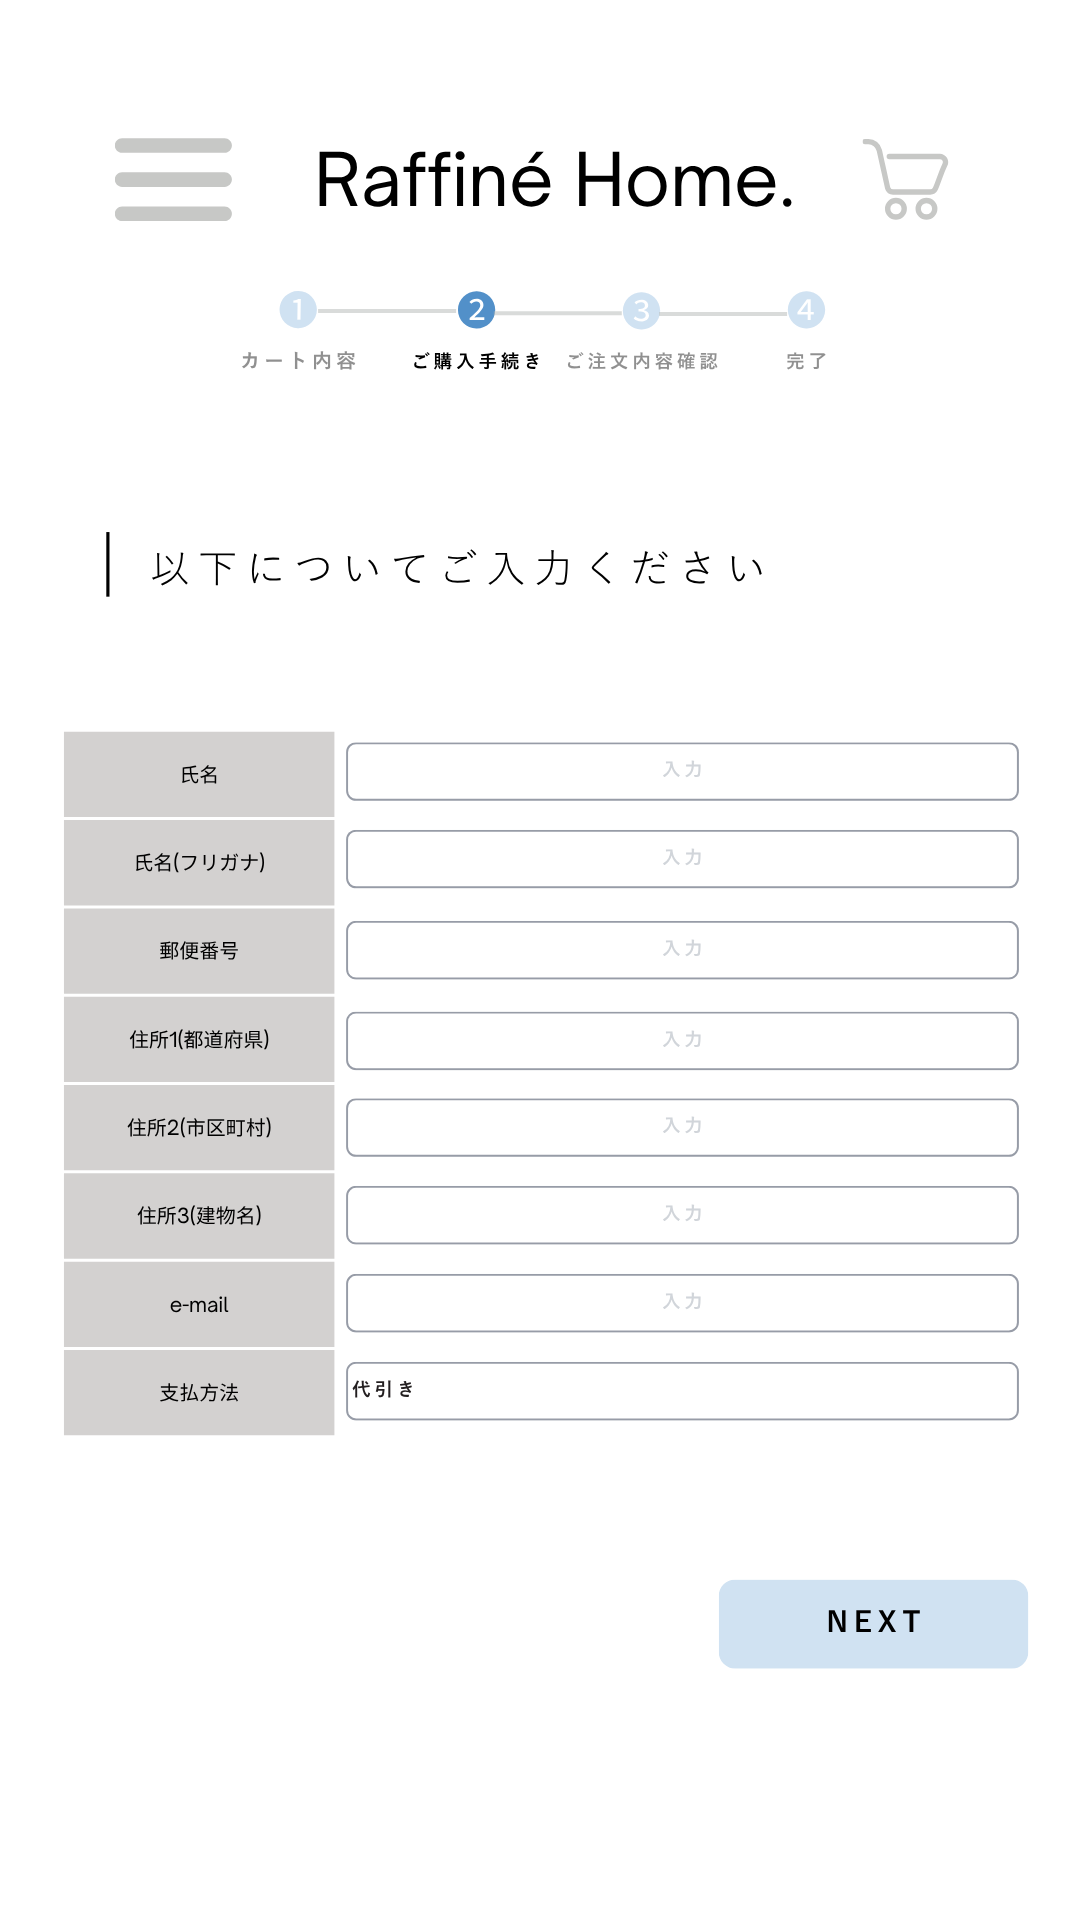 Raffiné Home.
1 2 3 4
カート内容 ご購入手続き ご注文内容確認 完了
以下についてご入力ください
氏名 入力
氏名(フリガナ) 入力
郵便番号 入力
住所1(都道府県) 入力
住所2(市区町村) 入力
住所3(建物名) 入力
e-mail 入力
支払方法 代引き
NEXT